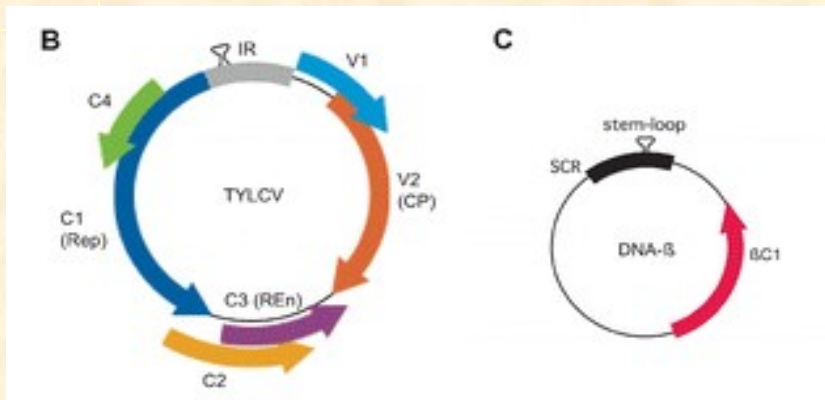 B
IR
V1
C4
TYLCV
V2
(CP)
C1
(Rep)
C3 (REn)
C2
C
stem-loop
SCR
DNA-ß
ßC1